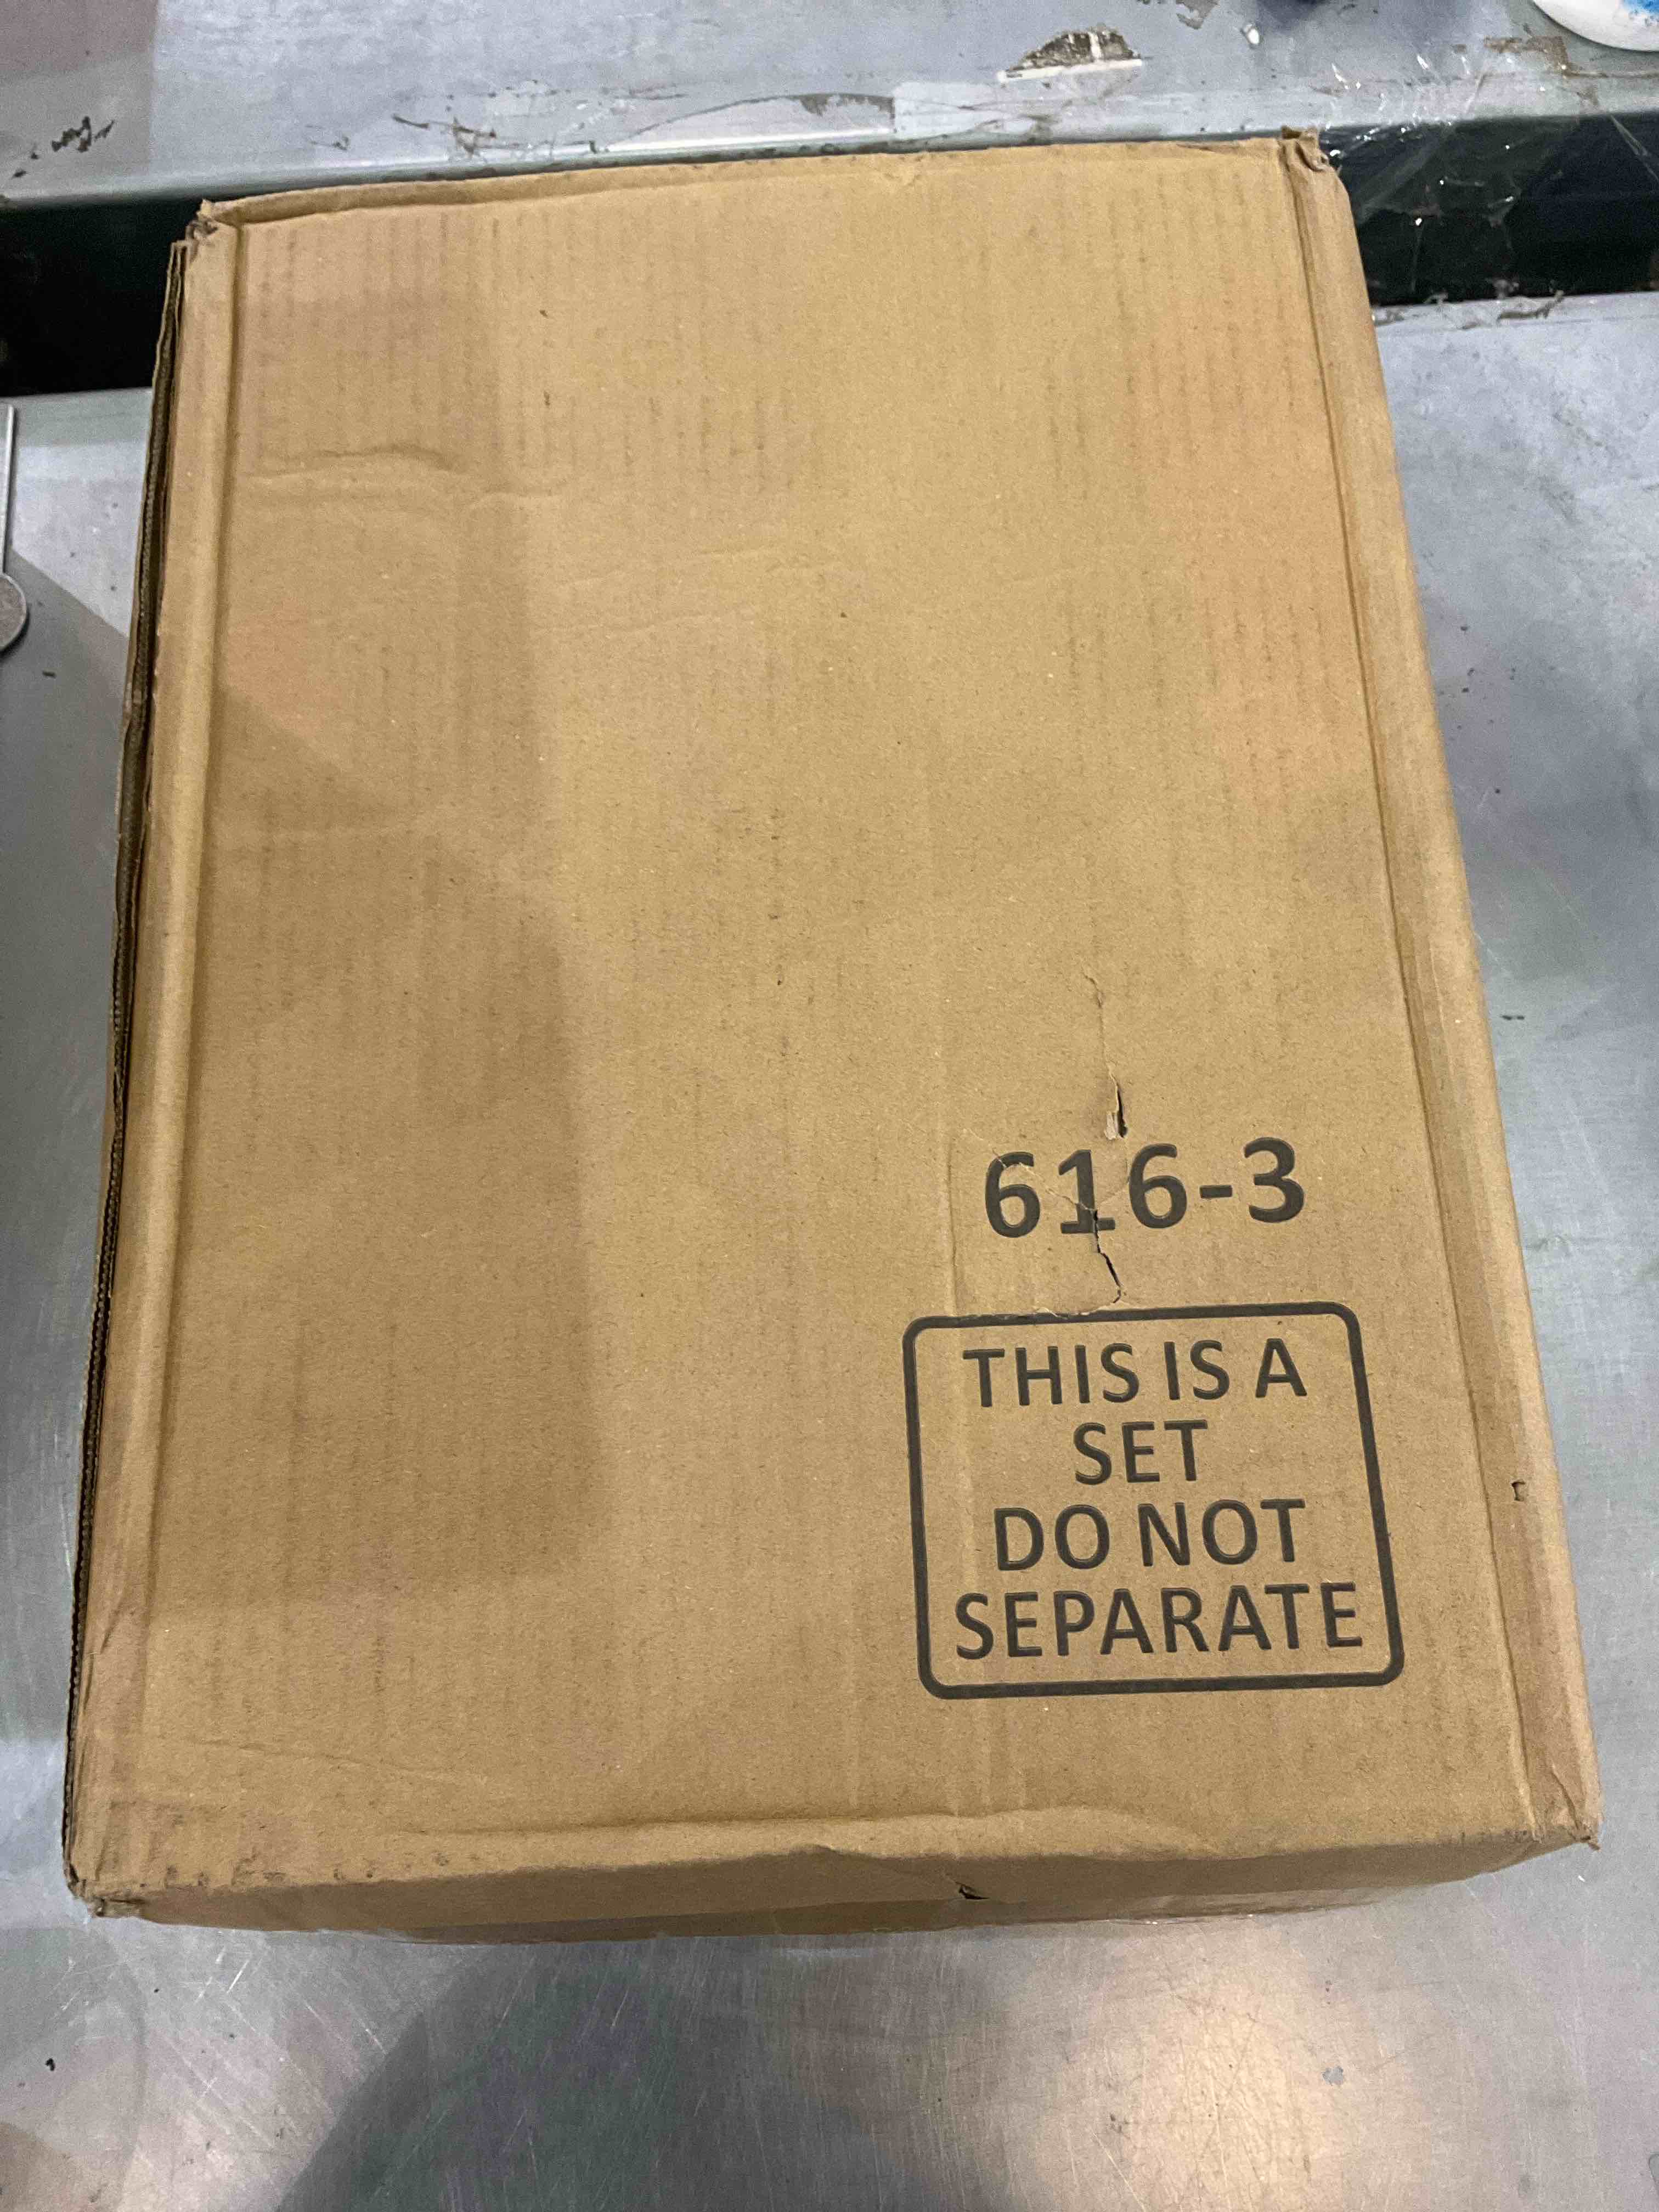 616-3
THIS IS A
SET
DO NOT
SEPARATE